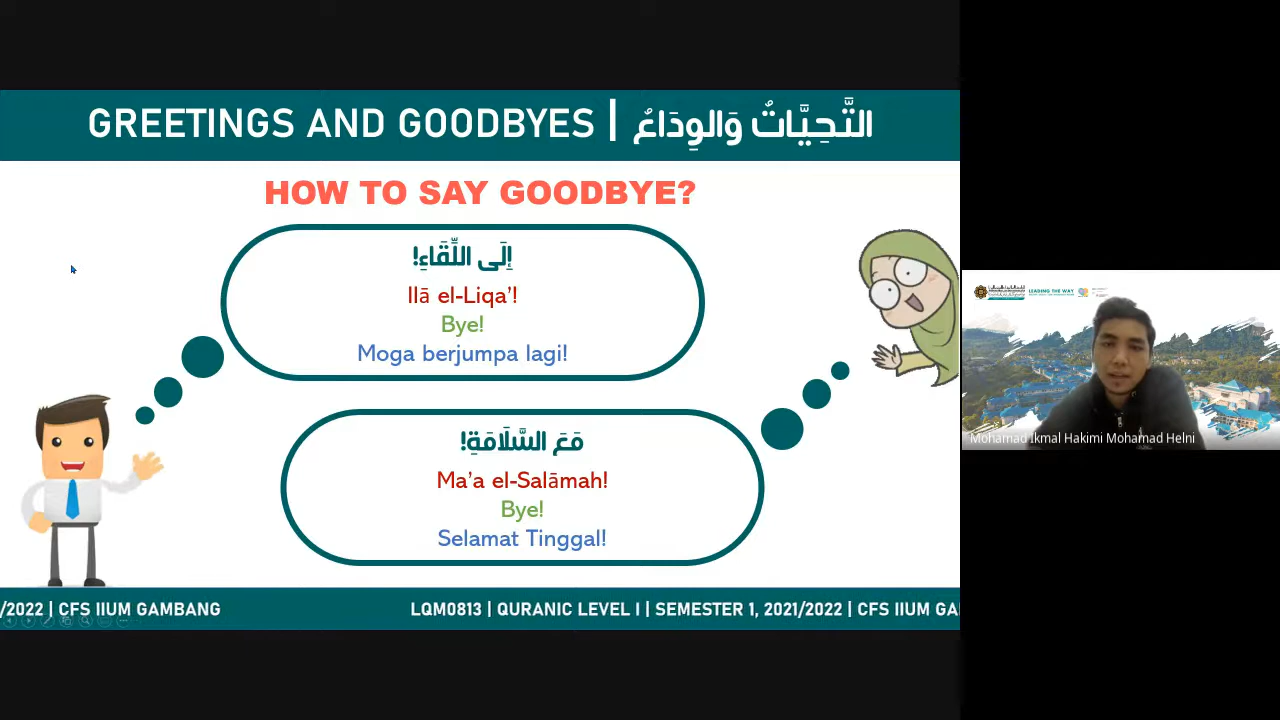 GREETINGS AND GOODBYES | التَّحِيَّاتُ وَالوِدَاعُ
HOW TO SAY GOODBYE?
إِلَى اللِّقَاءِ!
Ilā el-Liqa'!
Bye!
Moga berjumpa lagi!
مَعَ السَّلَامَةِ!
Ma'a el-Salāmah!
Bye!
Selamat Tinggal!
/2022 | CFS IIUM GAMBANG
LQM0813 | QURANIC LEVEL I | SEMESTER 1, 2021/2022 | CFS IIUM GA
LEADING THE WAY
Mohamad Ikmal Hakimi Mohamad Helni